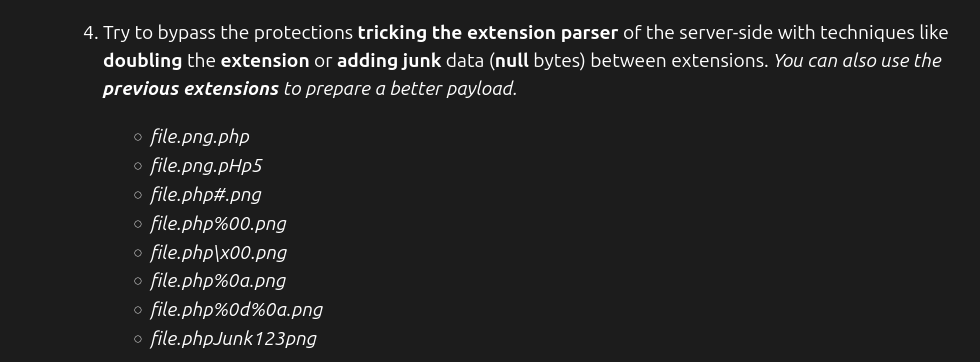 4. Try to bypass the protections tricking the extension parser of the server-side with techniques like
doubling the extension or adding junk data (null bytes) between extensions. You can also use the
previous extensions to prepare a better payload.
file.png.php
file.png.pHp5
file.php#.png
file.php%00.png
file.php\x00.png
file.php%0a.png
file.php%0d%0a.png
file.phpJunk123png